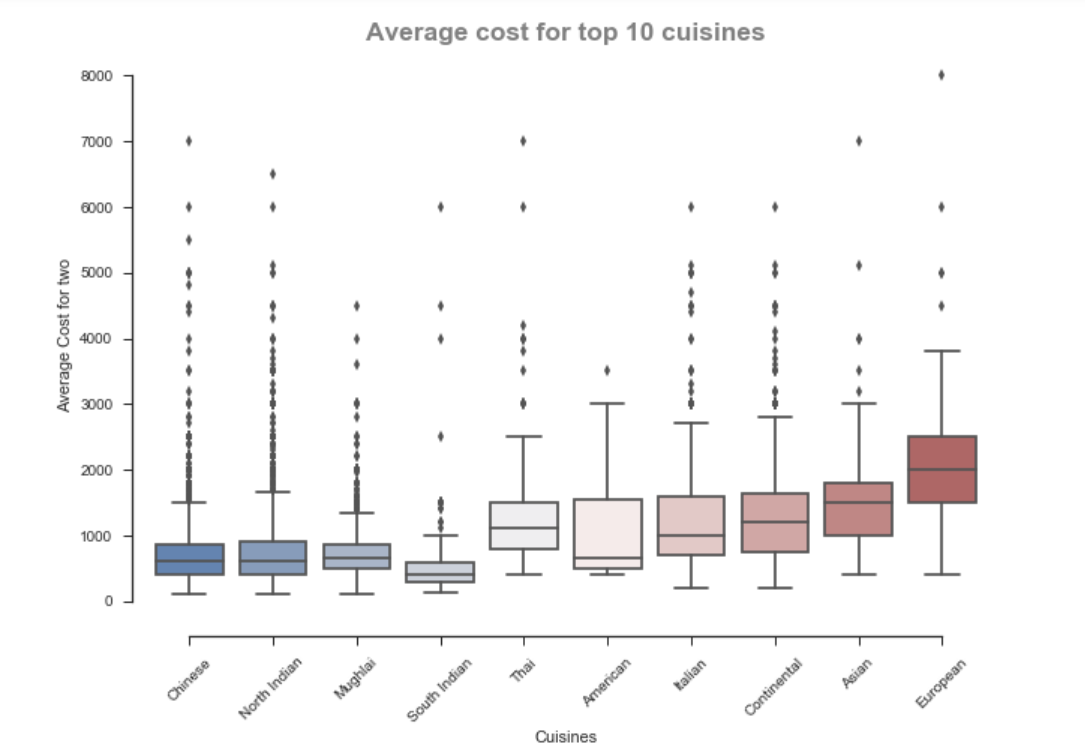 Average cost for top 10 cuisines
8000
7000
6000
5000
4000
3000
2000
1000
0
Average Cost for two
Chinese
North Indian
Mughlai
South Indian
Thai
American
Italian
Continental
Asian
European
Cuisines